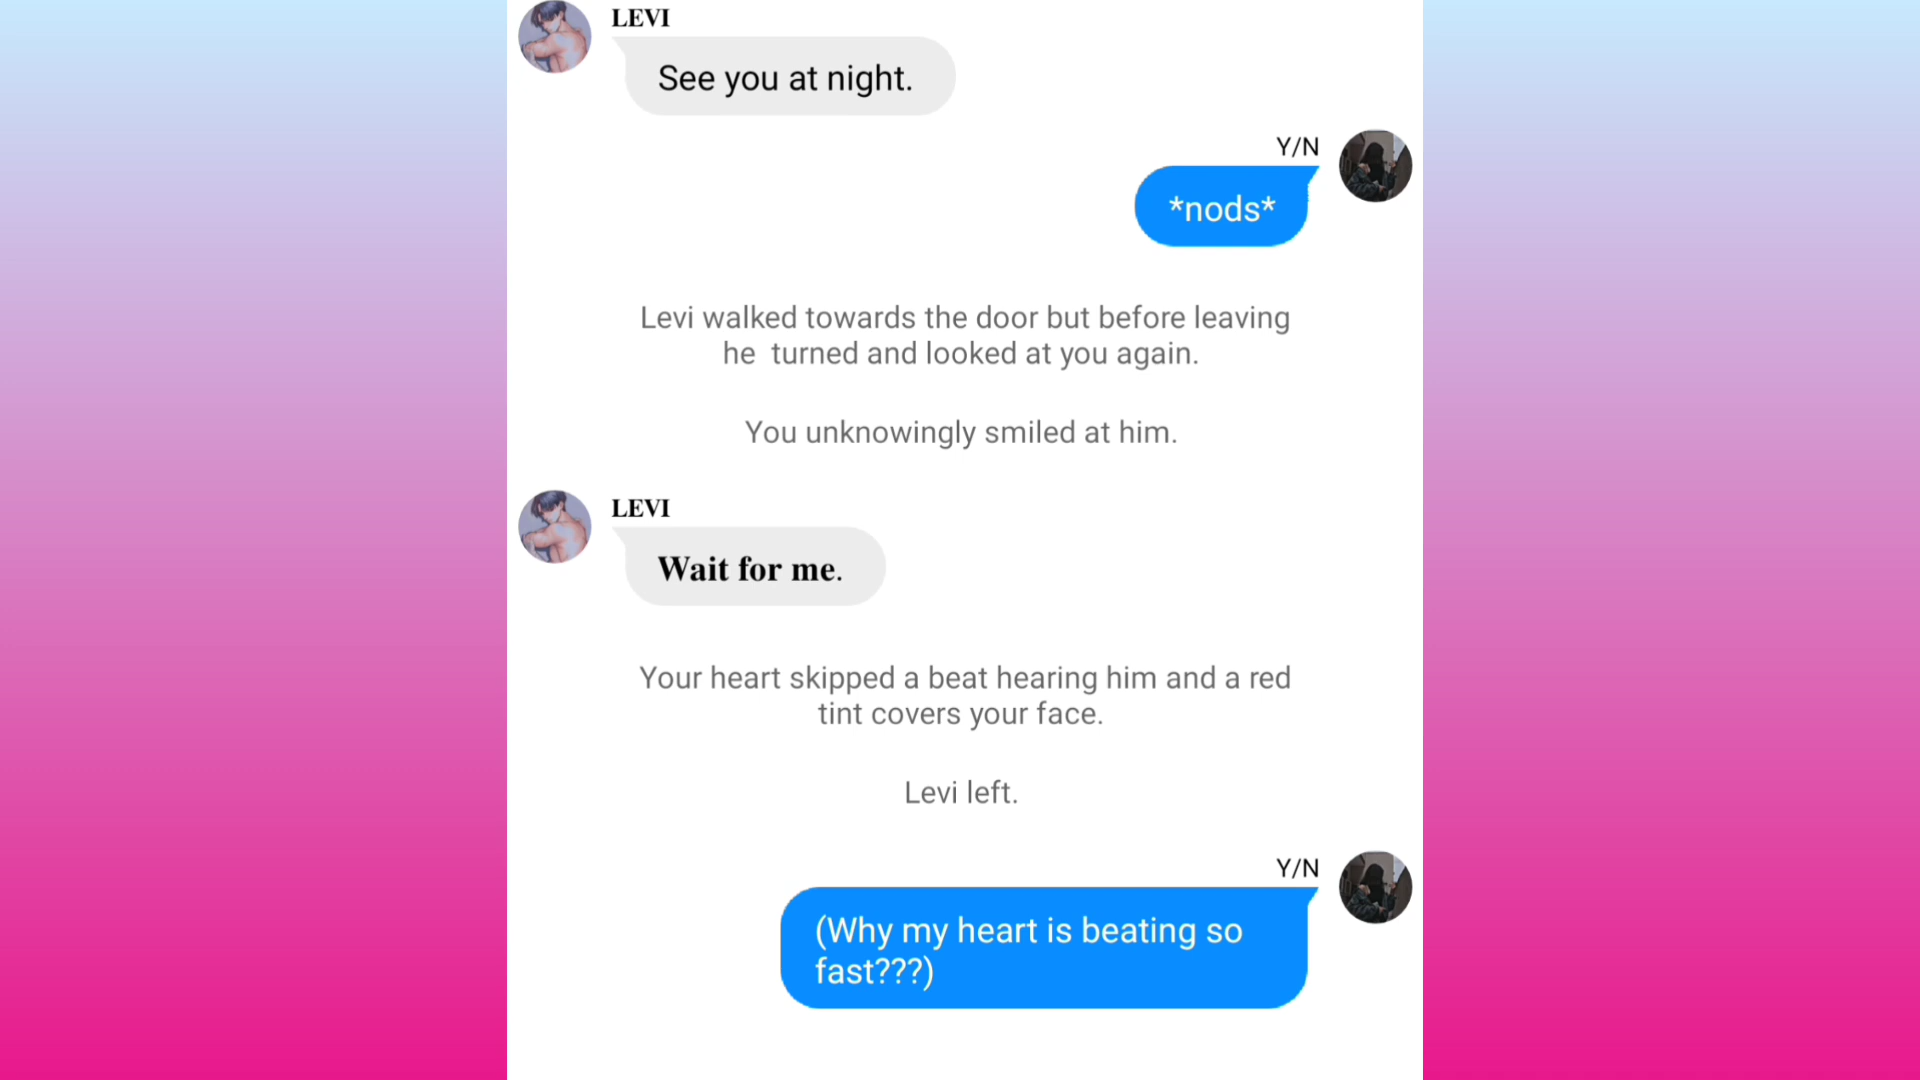 LEVI
See you at night.
Y/N
*nods*
Levi walked towards the door but before leaving
he  turned and looked at you again.
You unknowingly smiled at him.
LEVI
Wait for me.
Your heart skipped a beat hearing him and a red
tint covers your face.
Levi left.
Y/N
(Why my heart is beating so
fast???)